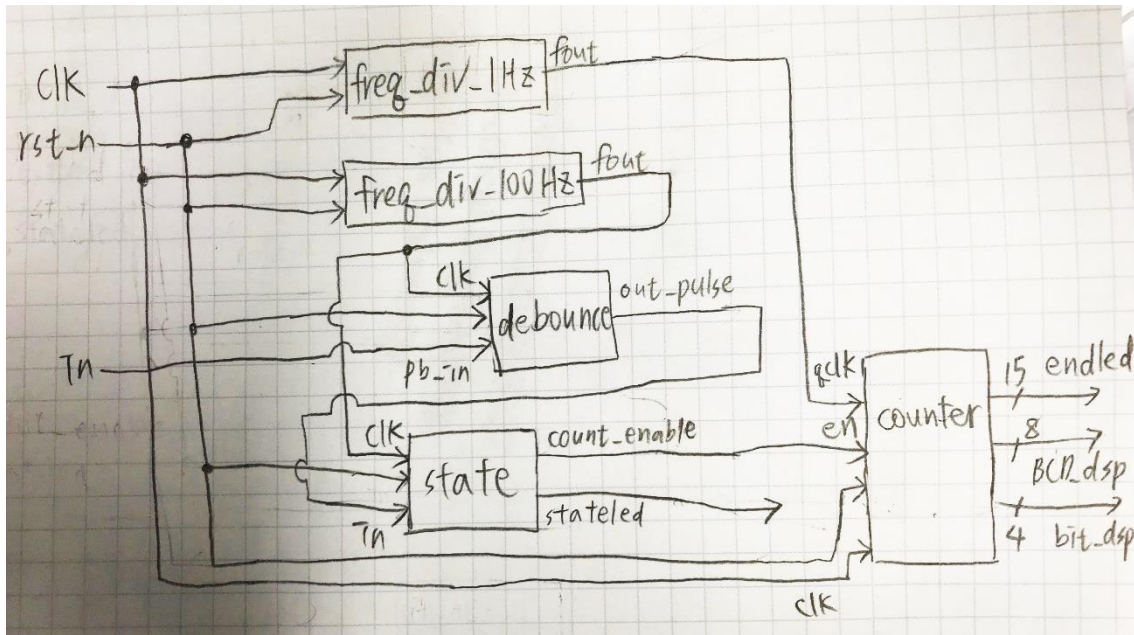 fout
clk
freq_div_1Hz
rst_n
fout
freq_div_100Hz
clk
out_pulse
debounce
In
pb_in
qclk
15 endled
counter
en
clk
count_enable
8
BCD_dsp
state
stateled
In
4 bit_dsp
clk